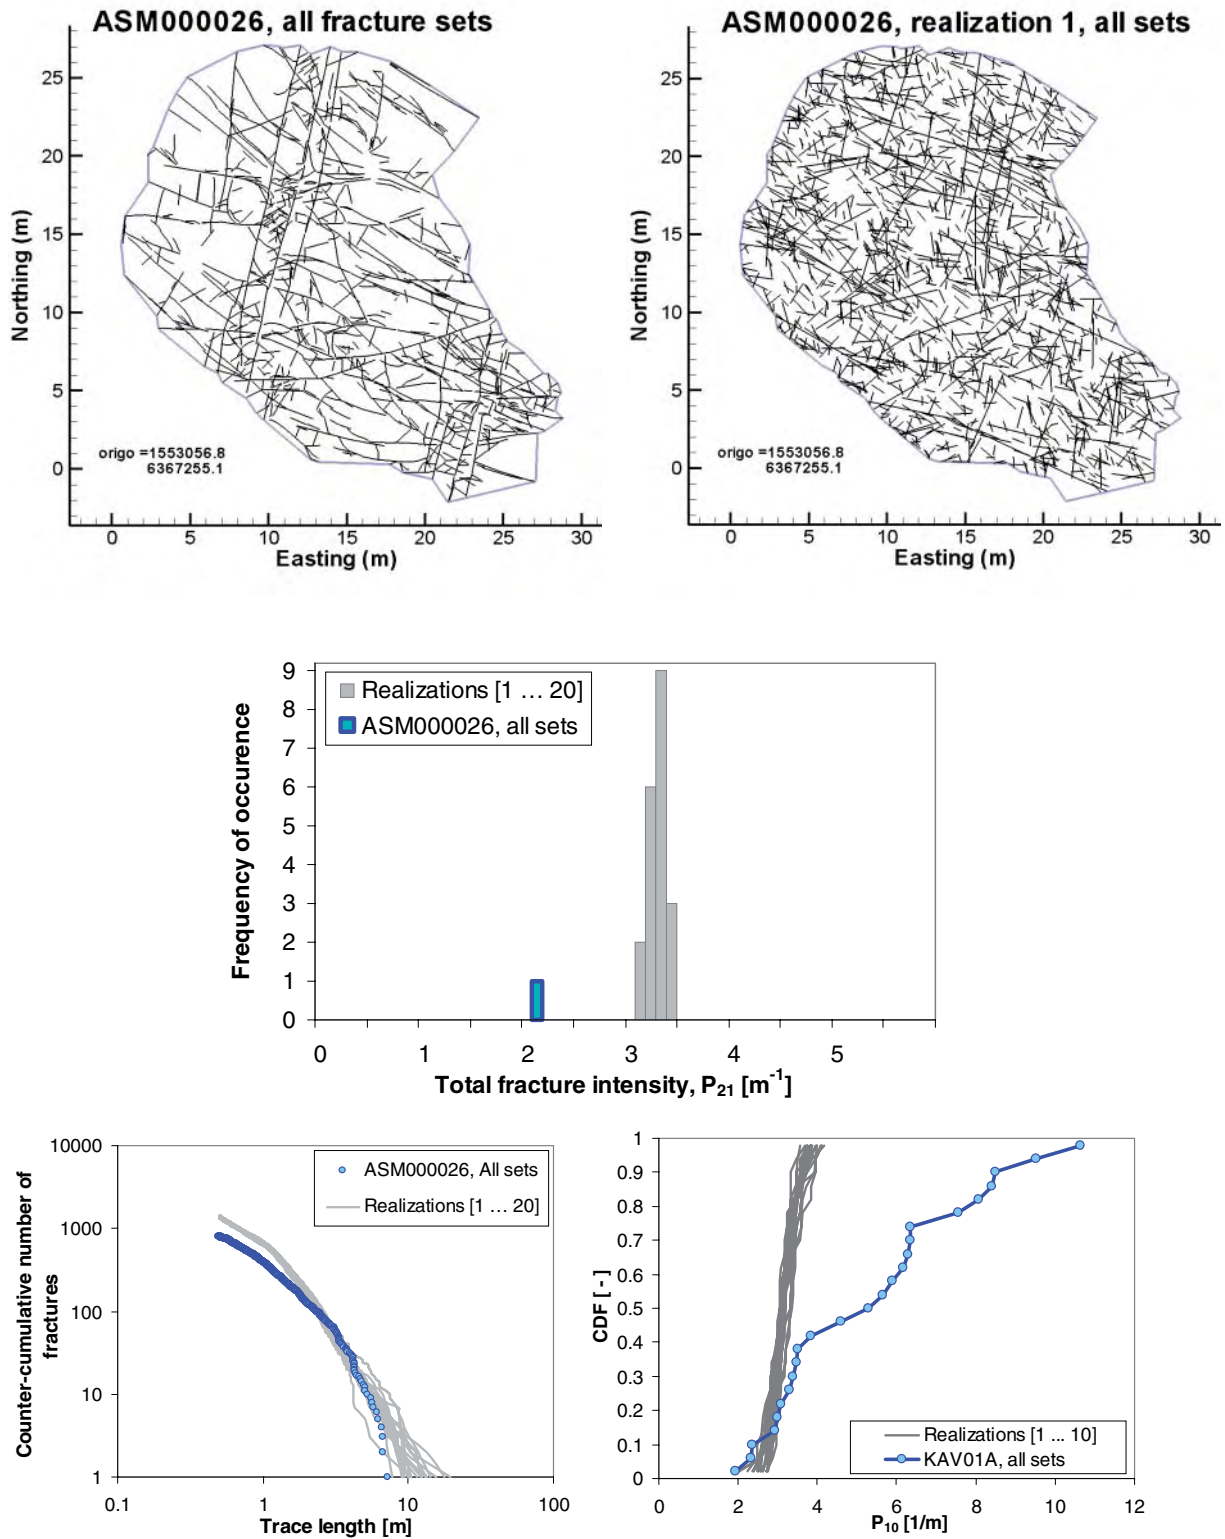 ASM000026, all fracture sets
25
20
15
10
5
0
Northing (m)
origo =1553056.8
6367255.1
0 5 10 15 20 25 30
Easting (m)
ASM000026, realization 1, all sets
25
20
15
10
5
0
Northing (m)
origo =1553056.8
6367255.1
0 5 10 15 20 25 30
Easting (m)
9
8
7
6
5
4
3
2
1
0
Frequency of occurence
Realizations [1 ... 20]
ASM000026, all sets
0 1 2 3 4 5
Total fracture intensity, P21 [m-1]
10000
1000
100
10
1
Counter-cumulative number of
fractures
ASM000026, All sets
Realizations [1 ... 20]
0.1 1 10 100
Trace length [m]
1
0.9
0.8
0.7
0.6
0.5
0.4
0.3
0.2
0.1
0
CDF [ - ]
Realizations [1 ... 10]
KAV01A, all sets
0 2 4 6 8 10 12
P10 [1/m]